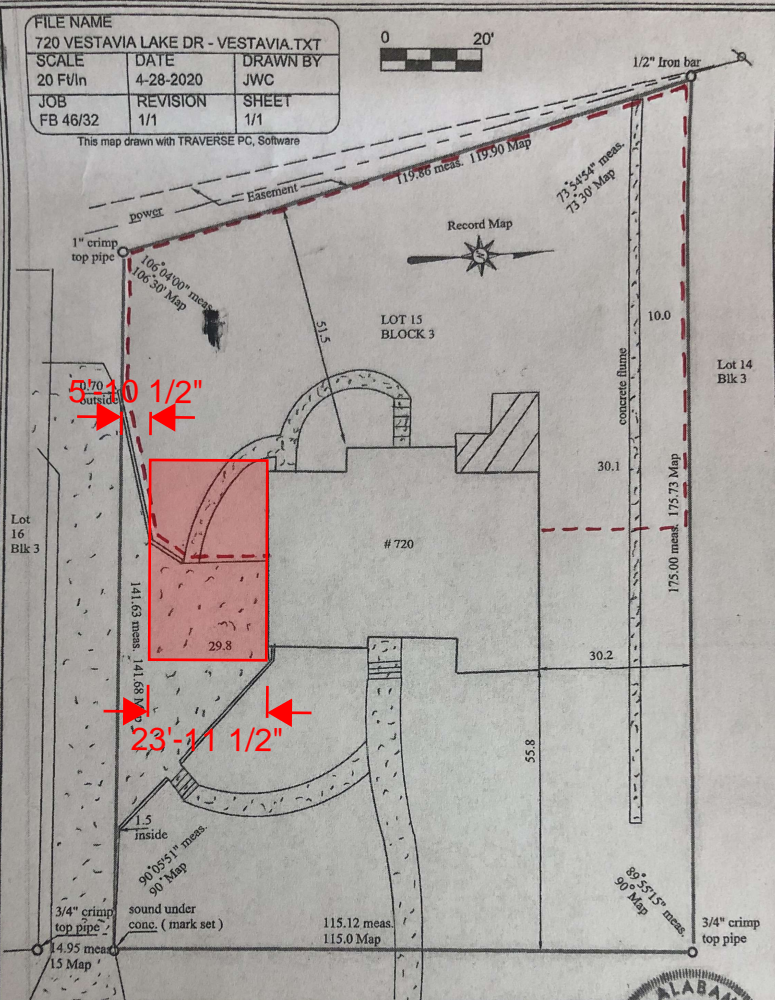 FILE NAME
720 VESTAVIA LAKE DR - VESTAVIA.TXT
SCALE DATE DRAWN BY
20 Ft/in 4-28-2020 JWC
JOB REVISION SHEET
FB 46/32 1/1 1/1
This map drawn with TRAVERSE PC, Software
0 20'
1/2" Iron bar
119.86 meas. 119.90 Map
Easement
power
73°54'54" meas.
73°30' Map
1" crimp
top pipe
106°04'00" meas.
106°30' Map
Record Map
N
51.5
LOT 15
BLOCK 3
10.0
concrete flume
Lot 14
Blk 3
0.70
outside
5'-10 1/2"
30.1
175.00 meas. 175.73 Map
Lot
16
Blk 3
# 720
141.63 meas. 141.68 Map
29.8
30.2
23'-11 1/2"
55.8
1.5
inside
90°05'51" meas.
90° Map
89°55'15" meas.
90° Map
3/4" crimp
top pipe
sound under
conc. ( mark set )
14.95 meas
15 Map
115.12 meas.
115.0 Map
3/4" crimp
top pipe
ALABAM